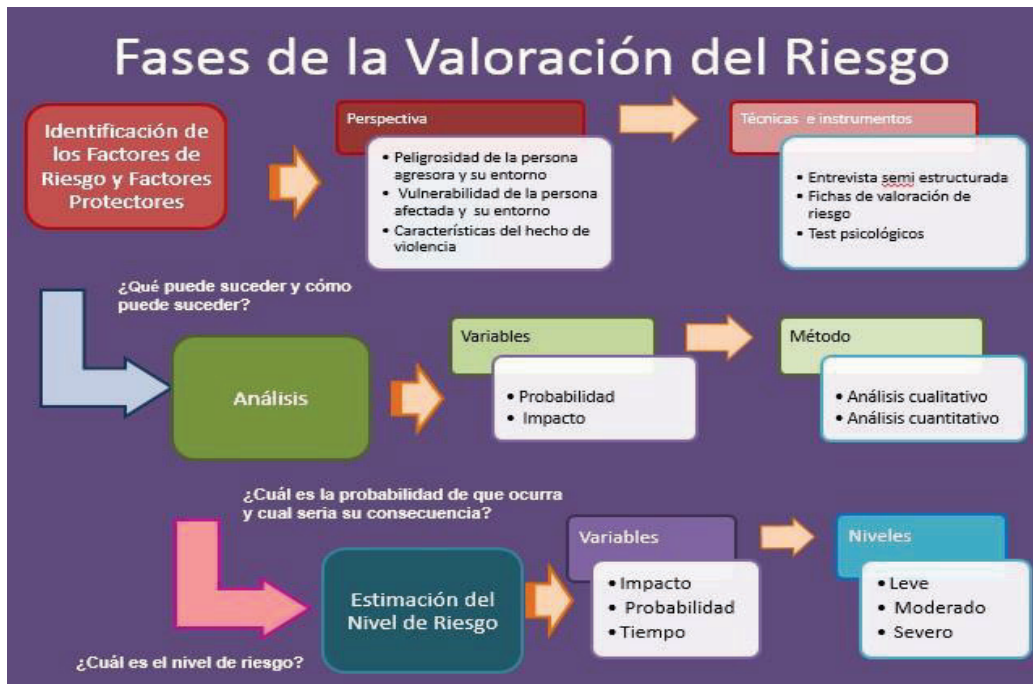 Fases de la Valoración del Riesgo
Identificación de
los Factores de
Riesgo y Factores
Protectores
Perspectiva
• Peligrosidad de la persona
agresora y su entorno
• Vulnerabilidad de la persona
afectada y su entorno
• Características del hecho de
violencia
Técnicas e instrumentos
• Entrevista semi estructurada
• Fichas de valoración de
riesgo
• Test psicológicos
¿Qué puede suceder y cómo
puede suceder?
Análisis
Variables
• Probabilidad
• Impacto
Método
• Análisis cualitativo
• Análisis cuantitativo
¿Cuál es la probabilidad de que ocurra
y cual seria su consecuencia?
Estimación del
Nivel de Riesgo
Variables
• Impacto
• Probabilidad
• Tiempo
Niveles
• Leve
• Moderado
• Severo
¿Cuál es el nivel de riesgo?